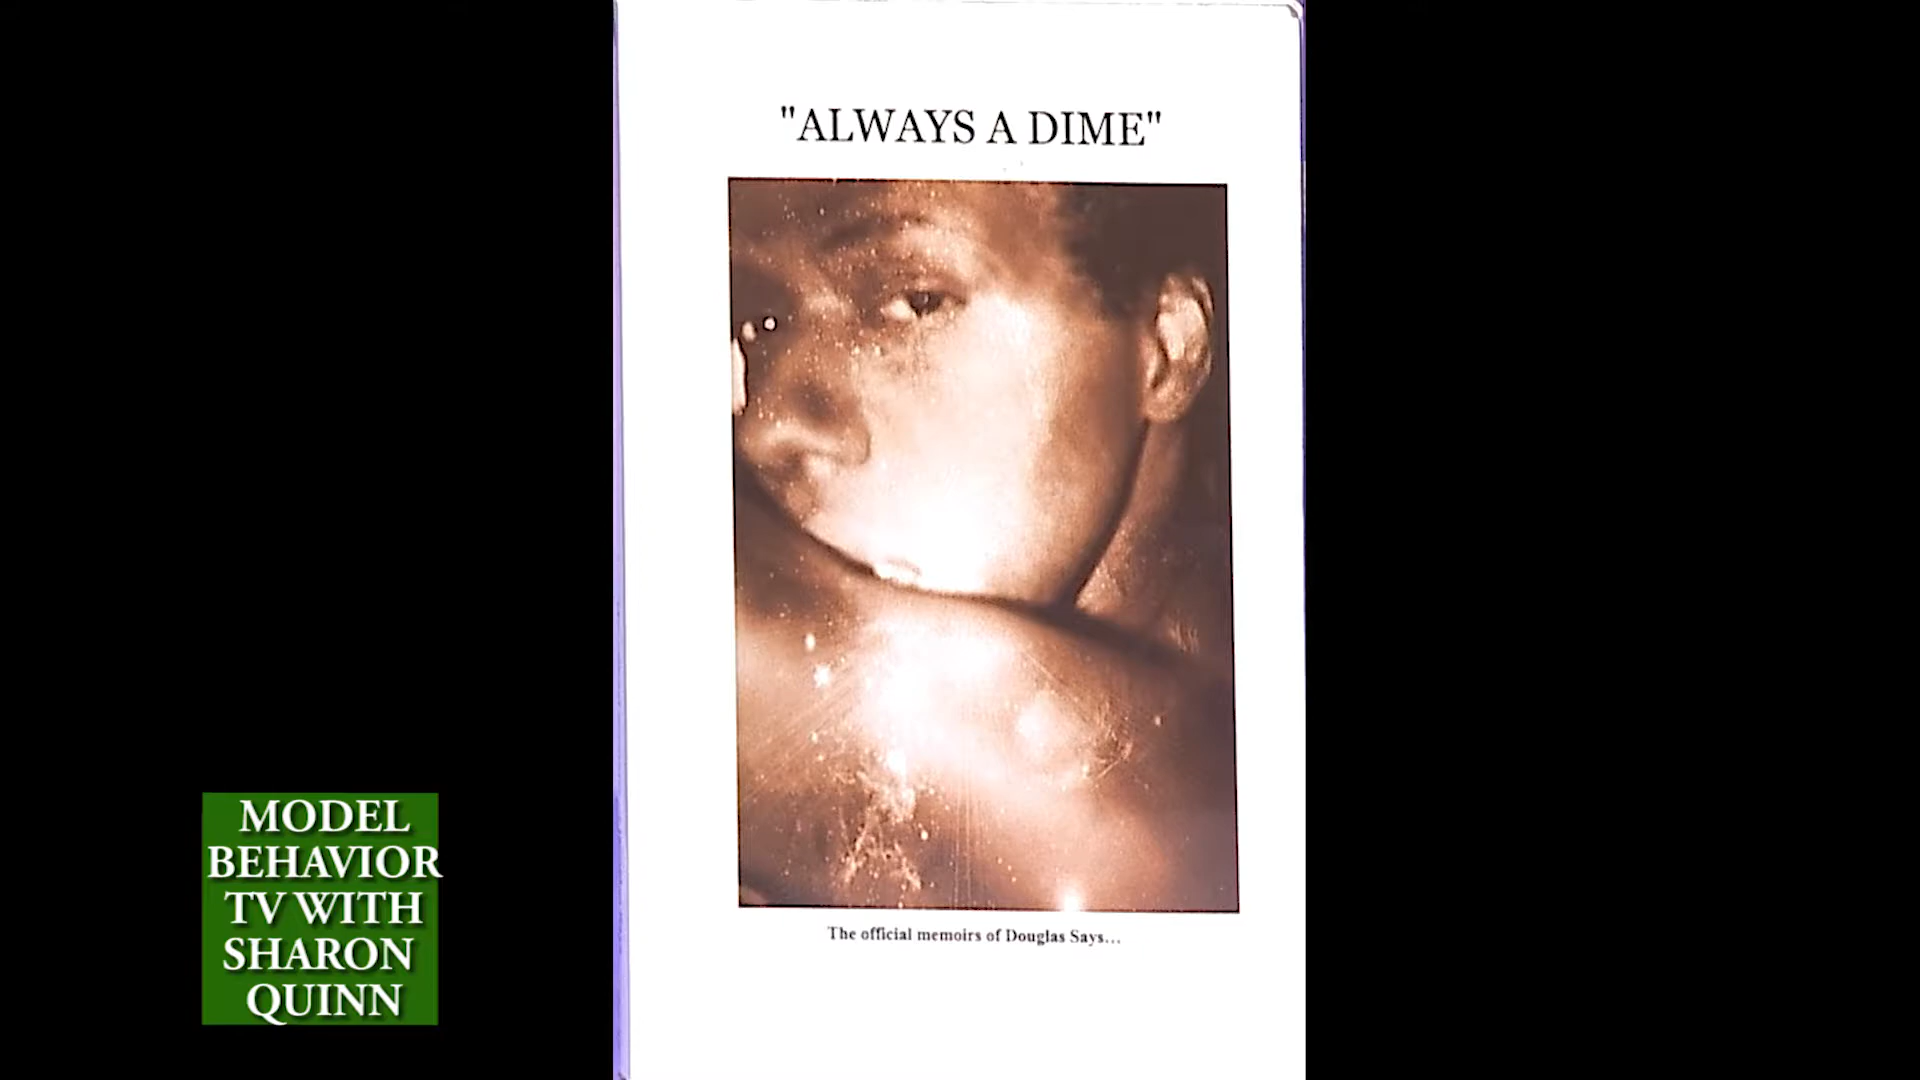 "ALWAYS A DIME"
The official memoirs of Douglas Says...
MODEL
BEHAVIOR
TV WITH
SHARON
QUINN